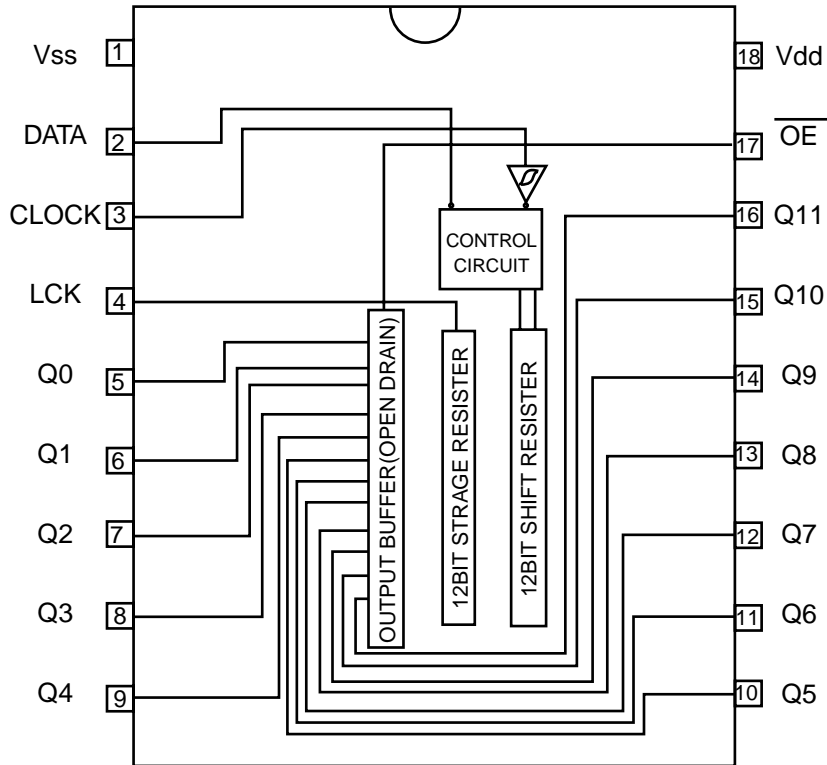 Vss 1
18 Vdd
DATA 2
17 OE
CLOCK 3
16 Q11
LCK 4
15 Q10
Q0 5
14 Q9
Q1 6
13 Q8
Q2 7
12 Q7
Q3 8
11 Q6
Q4 9
10 Q5
CONTROL
CIRCUIT
OUTPUT BUFFER(OPEN DRAIN)
12BIT STRAGE RESISTER
12BIT SHIFT RESISTER